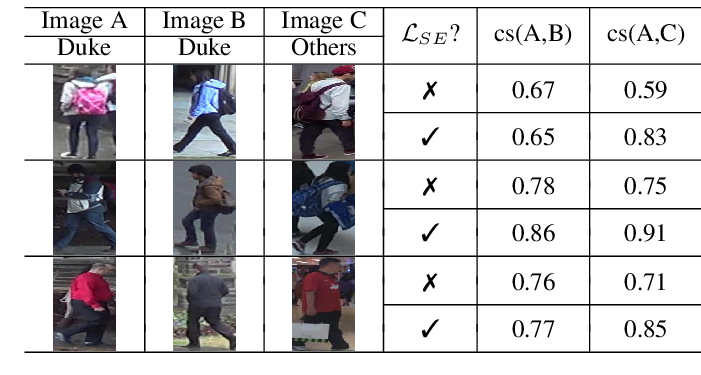 Image A Image B Image C ℒ_SE? cs(A,B) cs(A,C)
Duke Duke Others
✗ 0.67 0.59
✓ 0.65 0.83
✗ 0.78 0.75
✓ 0.86 0.91
✗ 0.76 0.71
✓ 0.77 0.85